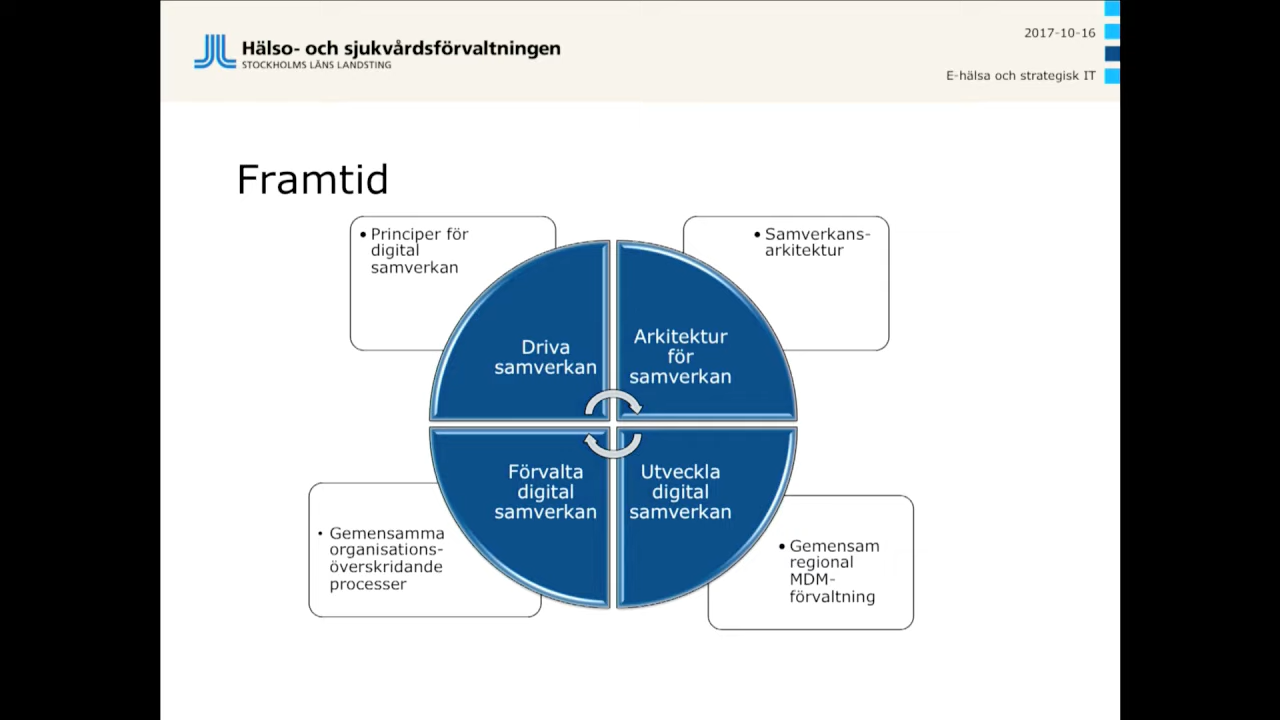 Hälso- och sjukvårdsförvaltningen
STOCKHOLMS LÄNS LANDSTING
2017-10-16
E-hälsa och strategisk IT
Framtid
• Principer för
digital
samverkan
• Samverkans-
arkitektur
Driva
samverkan
Arkitektur
för
samverkan
Förvalta
digital
samverkan
Utveckla
digital
samverkan
• Gemensamma
organisations-
överskridande
processer
• Gemensam
regional
MDM-
förvaltning